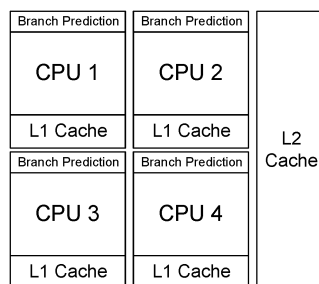 Branch Prediction
CPU 1
L1 Cache
Branch Prediction
CPU 2
L1 Cache
Branch Prediction
CPU 3
L1 Cache
Branch Prediction
CPU 4
L1 Cache
L2
Cache